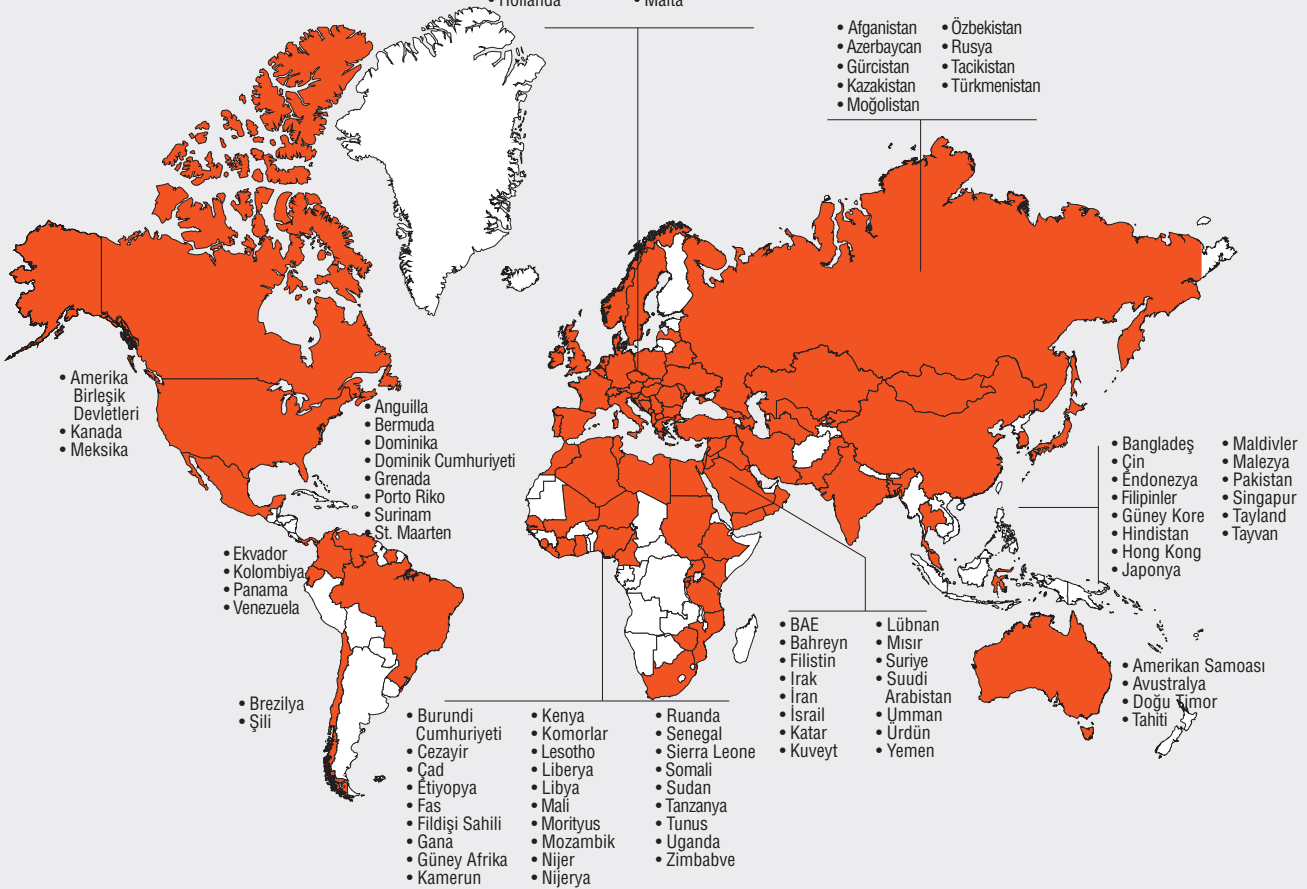 • Hollanda
• Malta
• Afganistan
• Azerbaycan
• Gürcistan
• Kazakistan
• Moğolistan
• Özbekistan
• Rusya
• Tacikistan
• Türkmenistan
• Amerika
Birleşik
Devletleri
• Kanada
• Meksika
• Anguilla
• Bermuda
• Dominika
• Dominik Cumhuriyeti
• Grenada
• Porto Riko
• Surinam
• St. Maarten
• Ekvador
• Kolombiya
• Panama
• Venezuela
• Brezilya
• Şili
• Burundi
Cumhuriyeti
• Cezayir
• Çad
• Etiyopya
• Fas
• Fildişi Sahili
• Gana
• Güney Afrika
• Kamerun
• Kenya
• Komorlar
• Lesotho
• Liberya
• Libya
• Mali
• Morityus
• Mozambik
• Nijer
• Nijerya
• Ruanda
• Senegal
• Sierra Leone
• Somali
• Sudan
• Tanzanya
• Tunus
• Uganda
• Zimbabve
• BAE
• Bahreyn
• Filistin
• Irak
• İran
• İsrail
• Katar
• Kuveyt
• Lübnan
• Mısır
• Suriye
• Suudi
Arabistan
• Umman
• Ürdün
• Yemen
• Bangladeş
• Çin
• Endonezya
• Filipinler
• Güney Kore
• Hindistan
• Hong Kong
• Japonya
• Maldivler
• Malezya
• Pakistan
• Singapur
• Tayland
• Tayvan
• Amerikan Samoası
• Avustralya
• Doğu Timor
• Tahiti